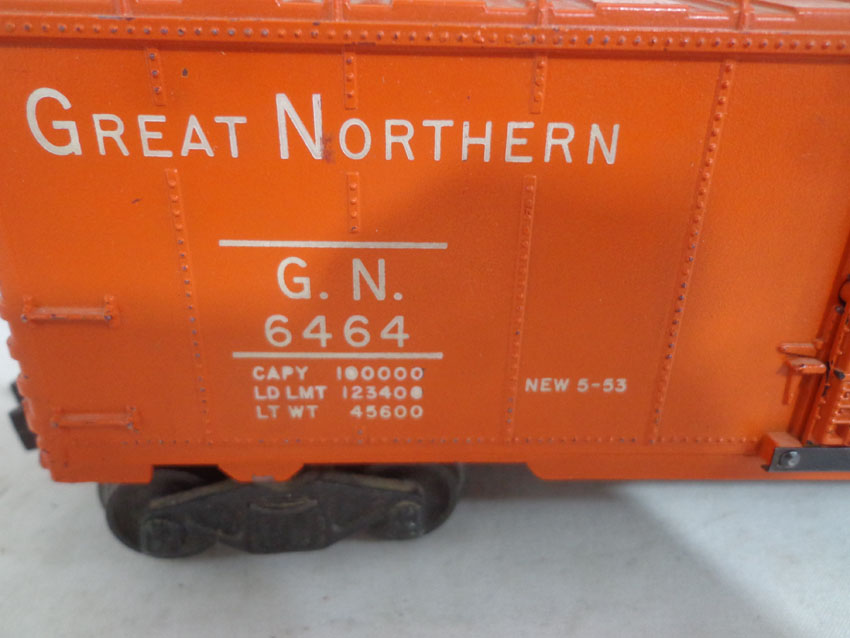 GREAT NORTHERN
G. N.
6464
CAPY 100000
LD LMT 123400
LT WT 45600
NEW 5-53